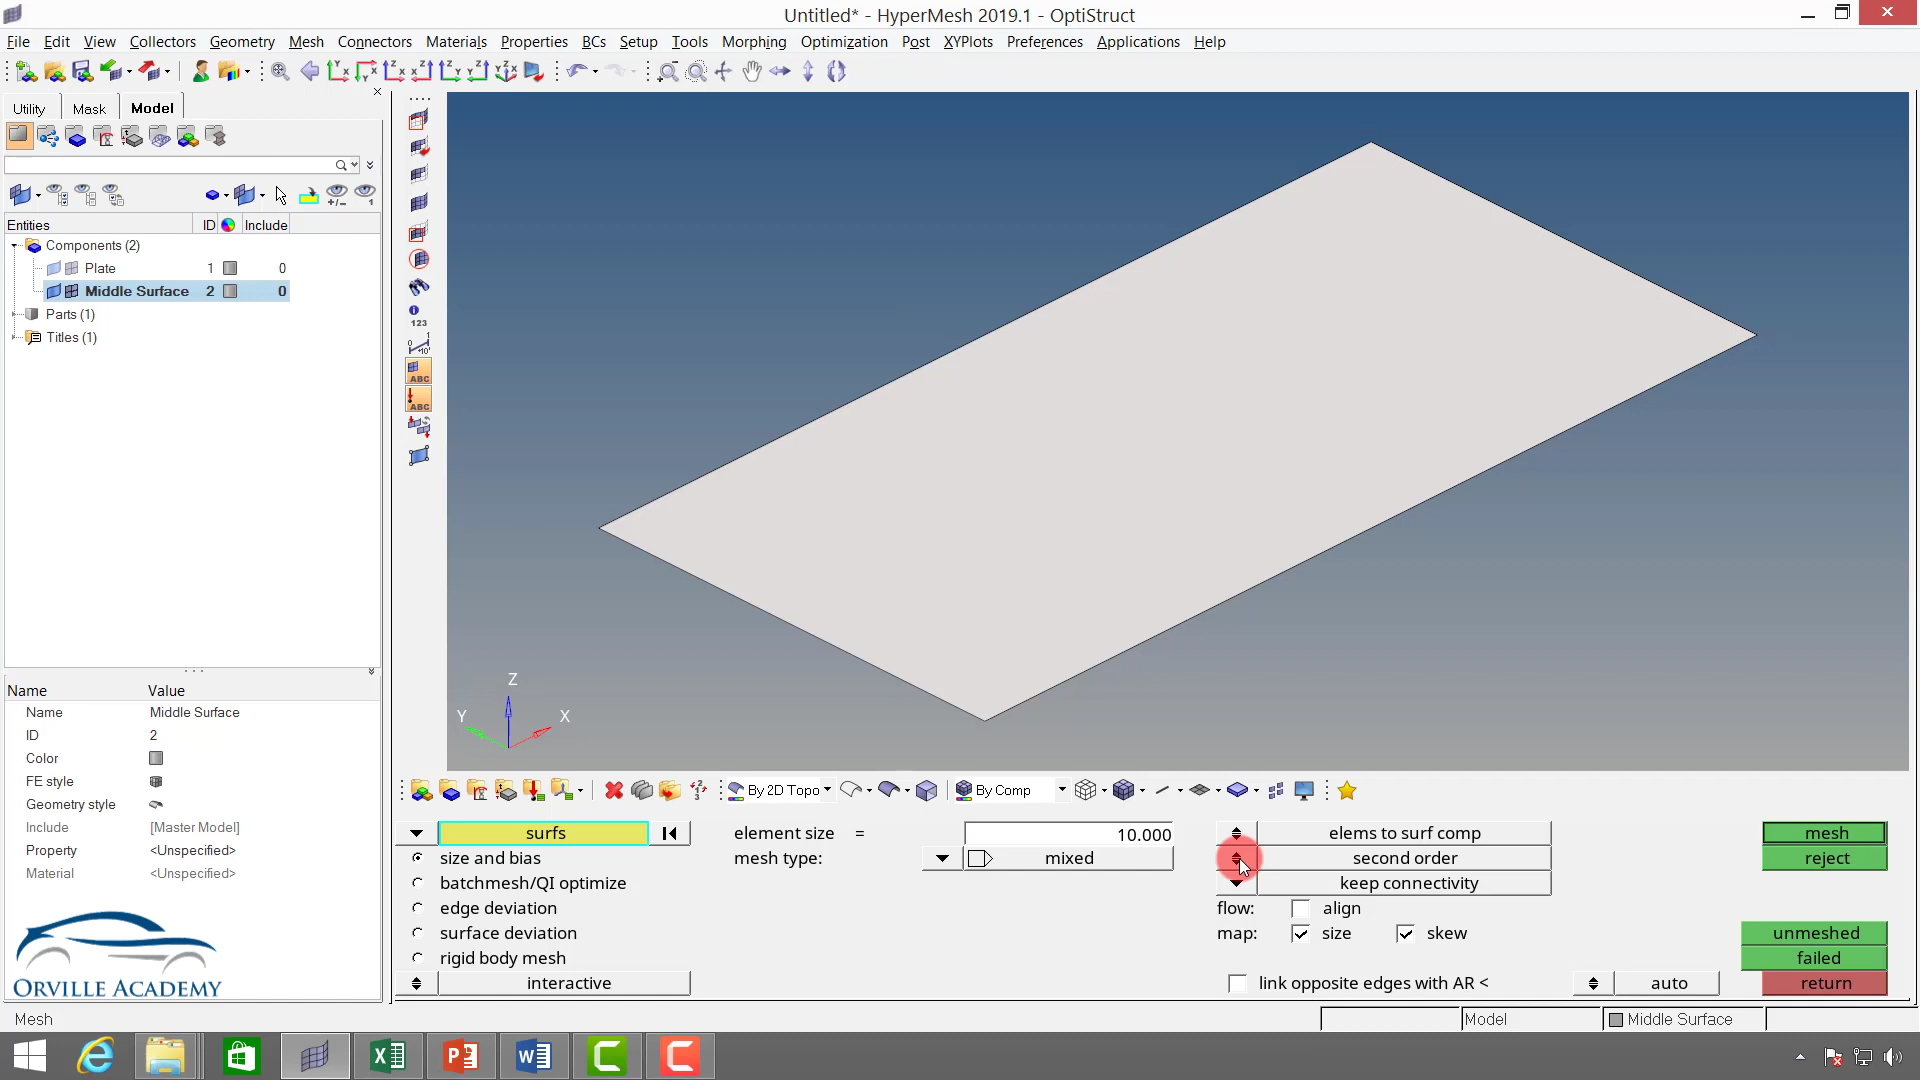 Untitled* - HyperMesh 2019.1 - OptiStruct
File Edit View Collectors Geometry Mesh Connectors Materials Properties BCs Setup Tools Morphing Optimization Post XYPlots Preferences Applications Help
Utility Mask Model
Entities ID Include
Components (2)
Plate 1 0
Middle Surface 2 0
Parts (1)
Titles (1)
Name Value
Name Middle Surface
ID 2
Color
FE style
Geometry style
Include [Master Model]
Property <Unspecified>
Material <Unspecified>
ORVILLE ACADEMY
123
ABC
ABC
Z
Y X
By 2D Topo By Comp
surfs element size = 10.000 elems to surf comp mesh
size and bias mesh type: mixed second order reject
batchmesh/QI optimize keep connectivity
edge deviation flow: align
surface deviation map: size skew unmeshed
rigid body mesh failed
interactive link opposite edges with AR < auto return
Mesh Model Middle Surface